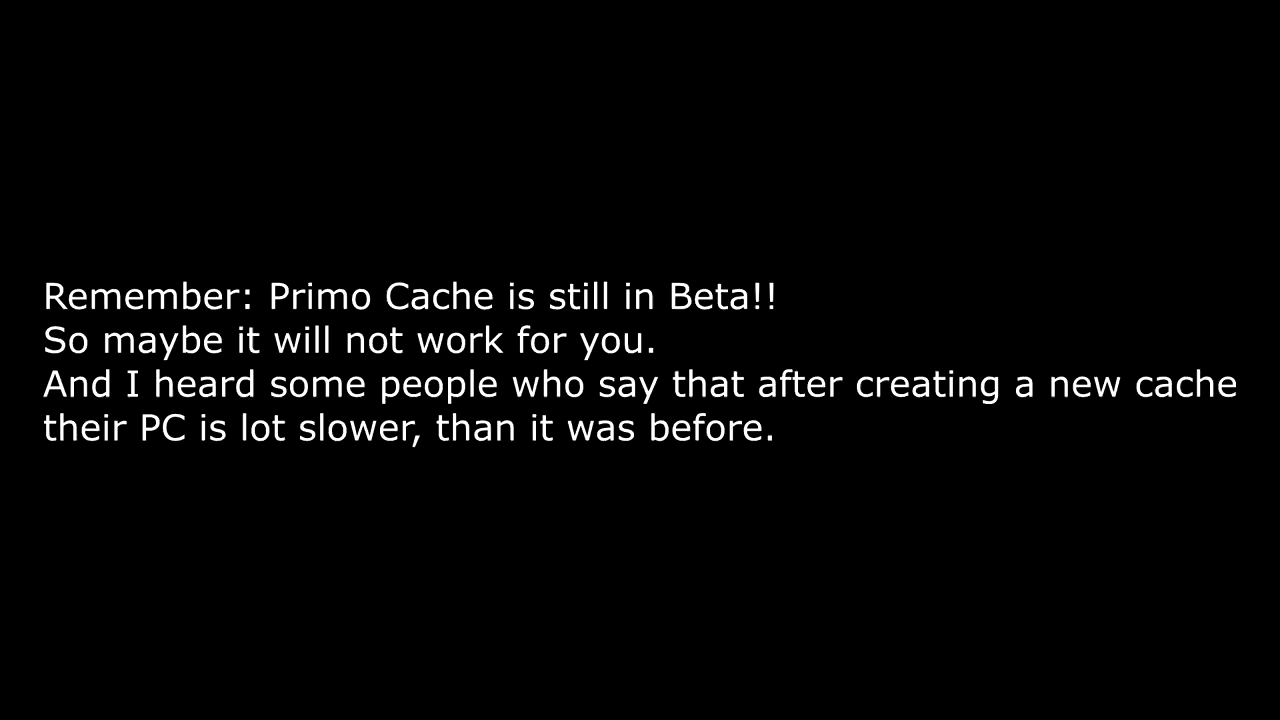 Remember: Primo Cache is still in Beta!!
So maybe it will not work for you.
And I heard some people who say that after creating a new cache
their PC is lot slower, than it was before.